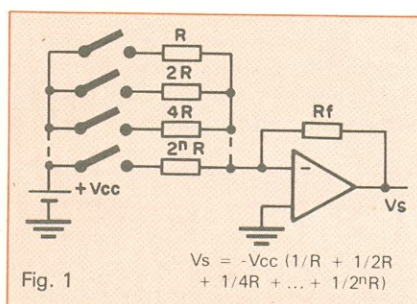 R
2R
4R
2ⁿ R
Rf
+ Vcc
-
Vs
Fig. 1
Vs = -Vcc (1/R + 1/2R
+ 1/4R + ... + 1/2ⁿR)